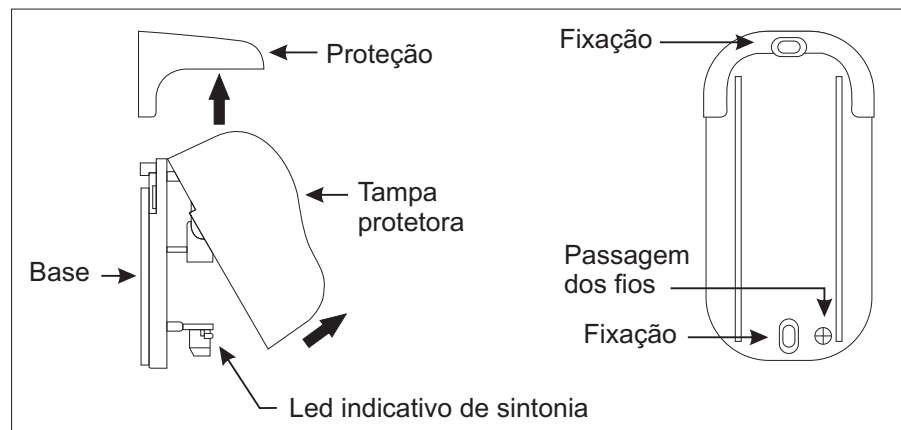 Proteção
Tampa
protetora
Base
Led indicativo de sintonia
Fixação
Passagem
dos fios
Fixação